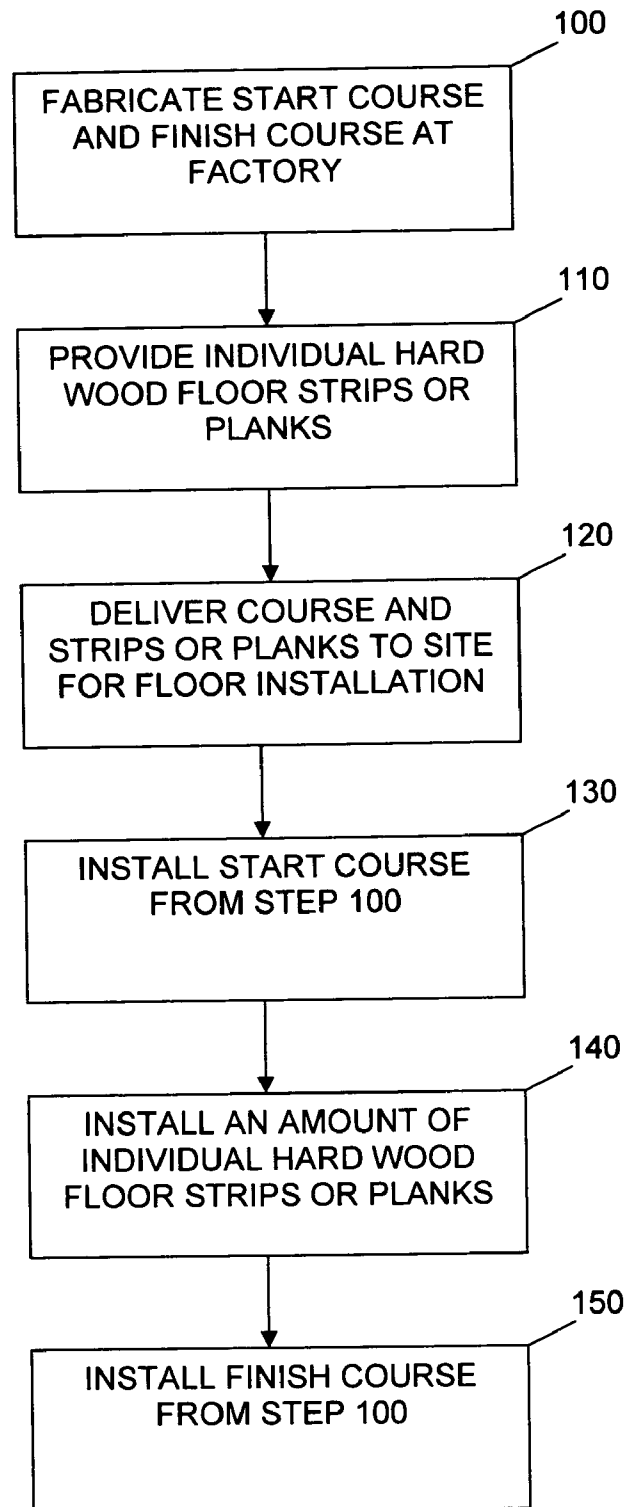 100
FABRICATE START COURSE
AND FINISH COURSE AT
FACTORY
110
PROVIDE INDIVIDUAL HARD
WOOD FLOOR STRIPS OR
PLANKS
120
DELIVER COURSE AND
STRIPS OR PLANKS TO SITE
FOR FLOOR INSTALLATION
130
INSTALL START COURSE
FROM STEP 100
140
INSTALL AN AMOUNT OF
INDIVIDUAL HARD WOOD
FLOOR STRIPS OR PLANKS
150
INSTALL FINISH COURSE
FROM STEP 100